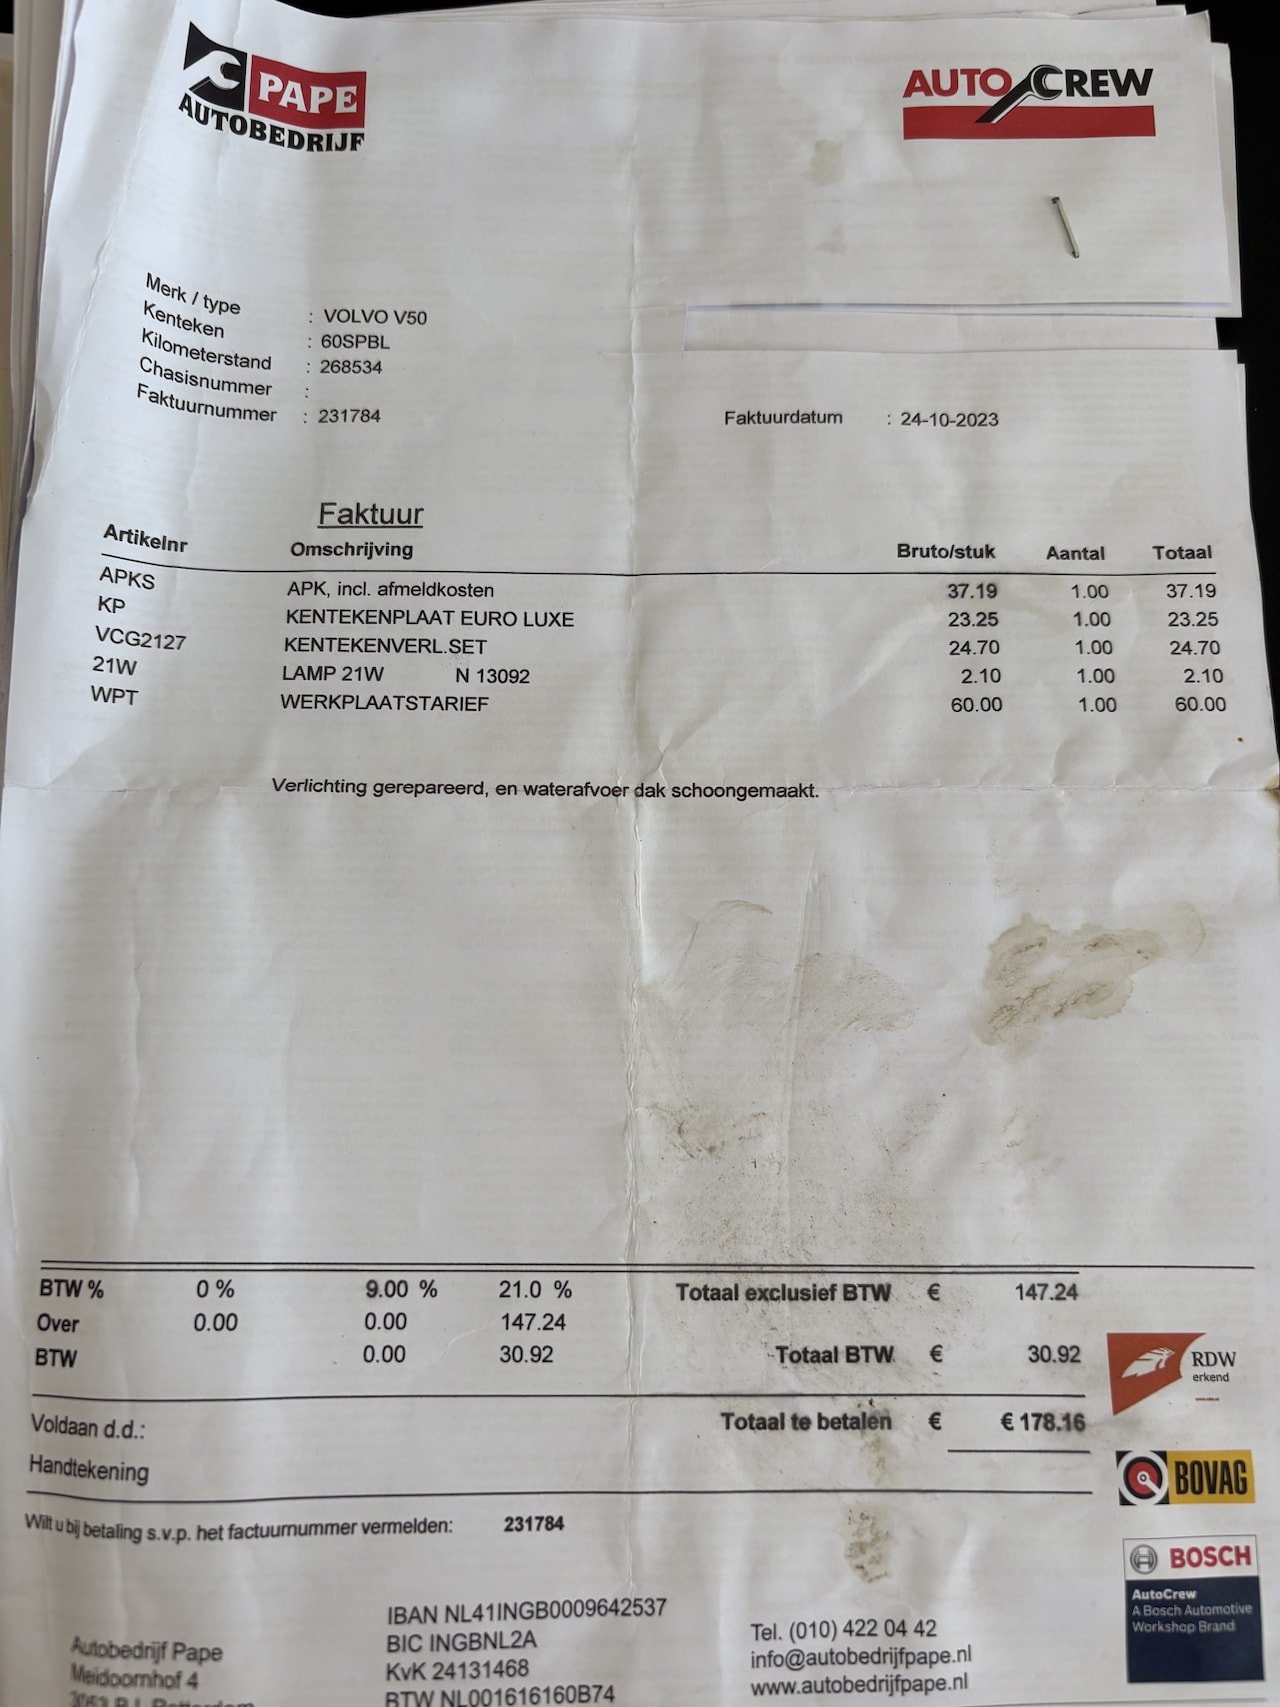 PAPE
AUTOBEDRIJF
AUTO CREW
Merk / type : VOLVO V50
Kenteken : 60SPBL
Kilometerstand : 268534
Chasisnummer :
Faktuurnummer : 231784
Faktuurdatum : 24-10-2023
Faktuur
Artikelnr Omschrijving Bruto/stuk Aantal Totaal
APKS APK, incl. afmeldkosten 37.19 1.00 37.19
KP KENTEKENPLAAT EURO LUXE 23.25 1.00 23.25
VCG2127 KENTEKENVERL.SET 24.70 1.00 24.70
21W LAMP 21W N 13092 2.10 1.00 2.10
WPT WERKPLAATSTARIEF 60.00 1.00 60.00
Verlichting gerepareerd, en waterafvoer dak schoongemaakt.
BTW % 0 % 9.00 % 21.0 % Totaal exclusief BTW € 147.24
Over 0.00 0.00 147.24
BTW 0.00 30.92 Totaal BTW € 30.92
RDW
erkend
Voldaan d.d.: Totaal te betalen € € 178.16
Handtekening
BOVAG
Wilt u bij betaling s.v.p. het factuurnummer vermelden: 231784
BOSCH
AutoCrew
A Bosch Automotive
Workshop Brand
Autobedrijf Pape
Meidoornhof 4
IBAN NL41INGB0009642537
BIC INGBNL2A
KvK 24131468
BTW NL001616160B74
Tel. (010) 422 04 42
info@autobedrijfpape.nl
www.autobedrijfpape.nl